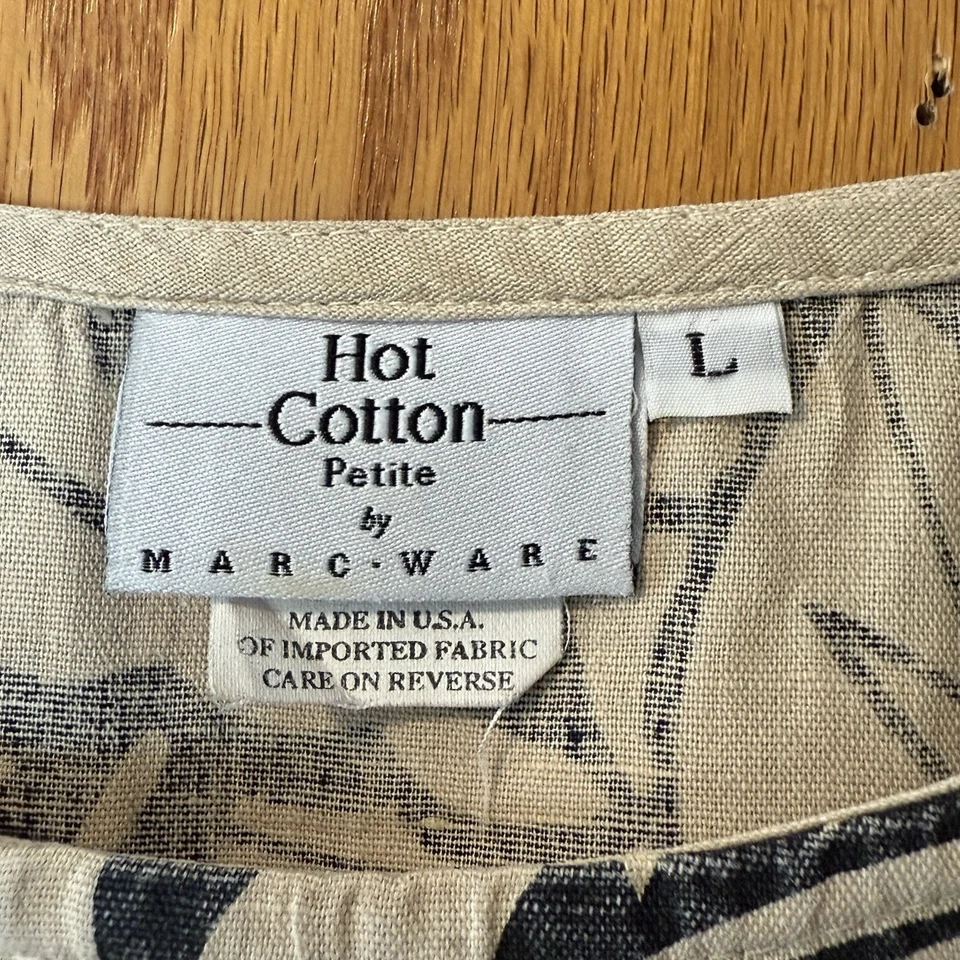 Hot
Cotton
Petite
by
MARC·WARE
L
MADE IN U.S.A.
OF IMPORTED FABRIC
CARE ON REVERSE